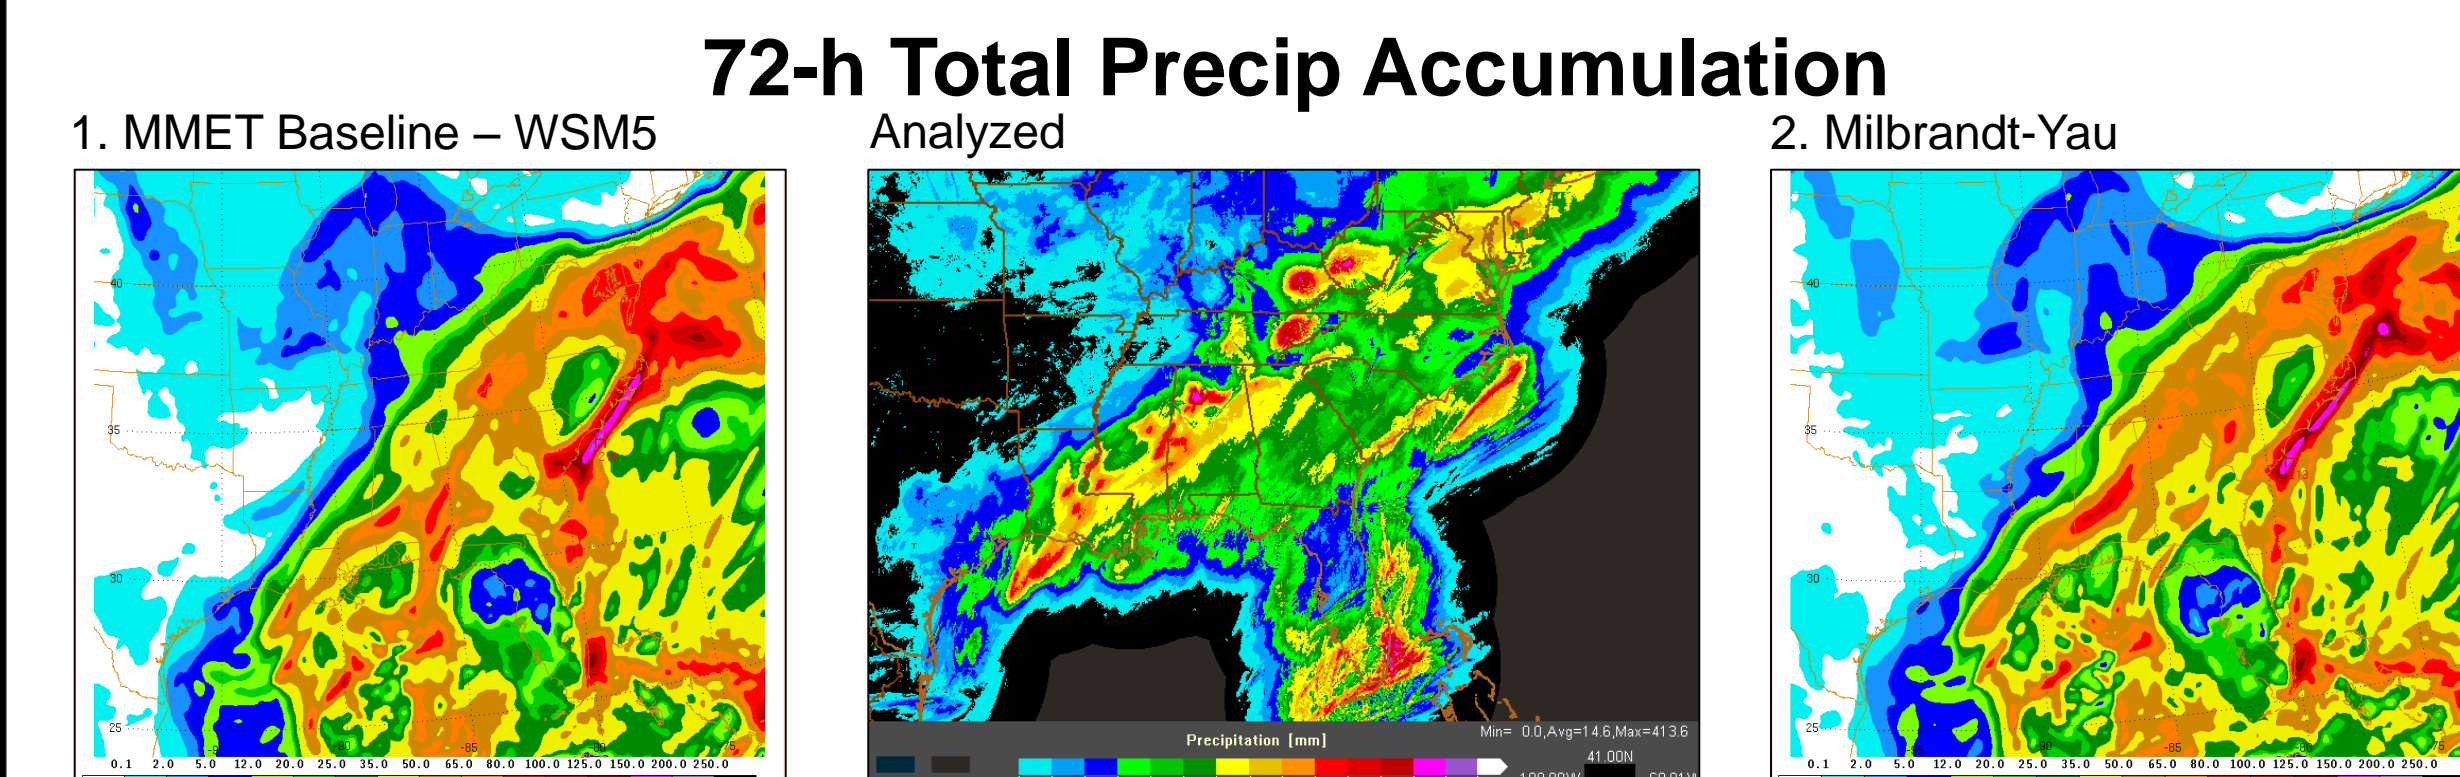 72-h Total Precip Accumulation
1. MMET Baseline – WSM5
Analyzed
2. Milbrandt-Yau
40
35
30
25
-90
-85
-80
-75
0.1 2.0 5.0 12.0 20.0 25.0 35.0 50.0 65.0 80.0 100.0 125.0 150.0 200.0 250.0
Min= 0.0,Avg=14.6,Max=413.6
Precipitation [mm]
41.00N
40
35
30
25
-90
-85
-80
-75
0.1 2.0 5.0 12.0 20.0 25.0 35.0 50.0 65.0 80.0 100.0 125.0 150.0 200.0 250.0